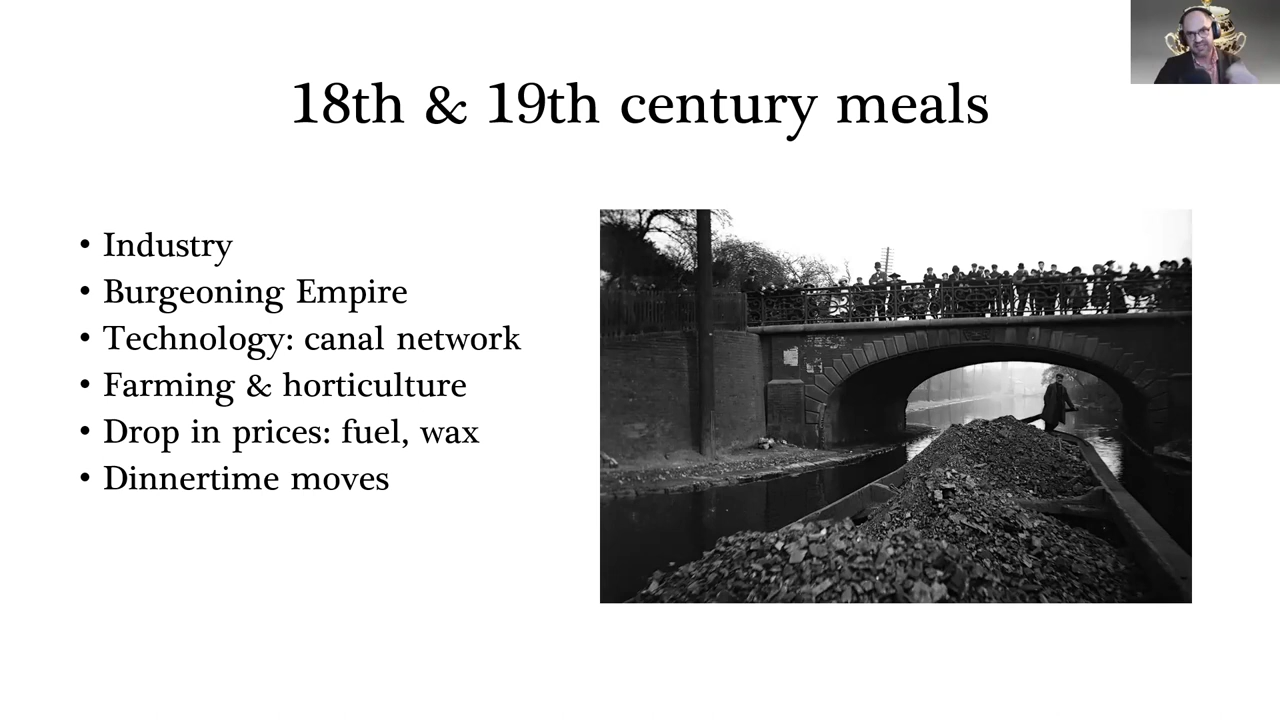 18th & 19th century meals
• Industry
• Burgeoning Empire
• Technology: canal network
• Farming & horticulture
• Drop in prices: fuel, wax
• Dinnertime moves